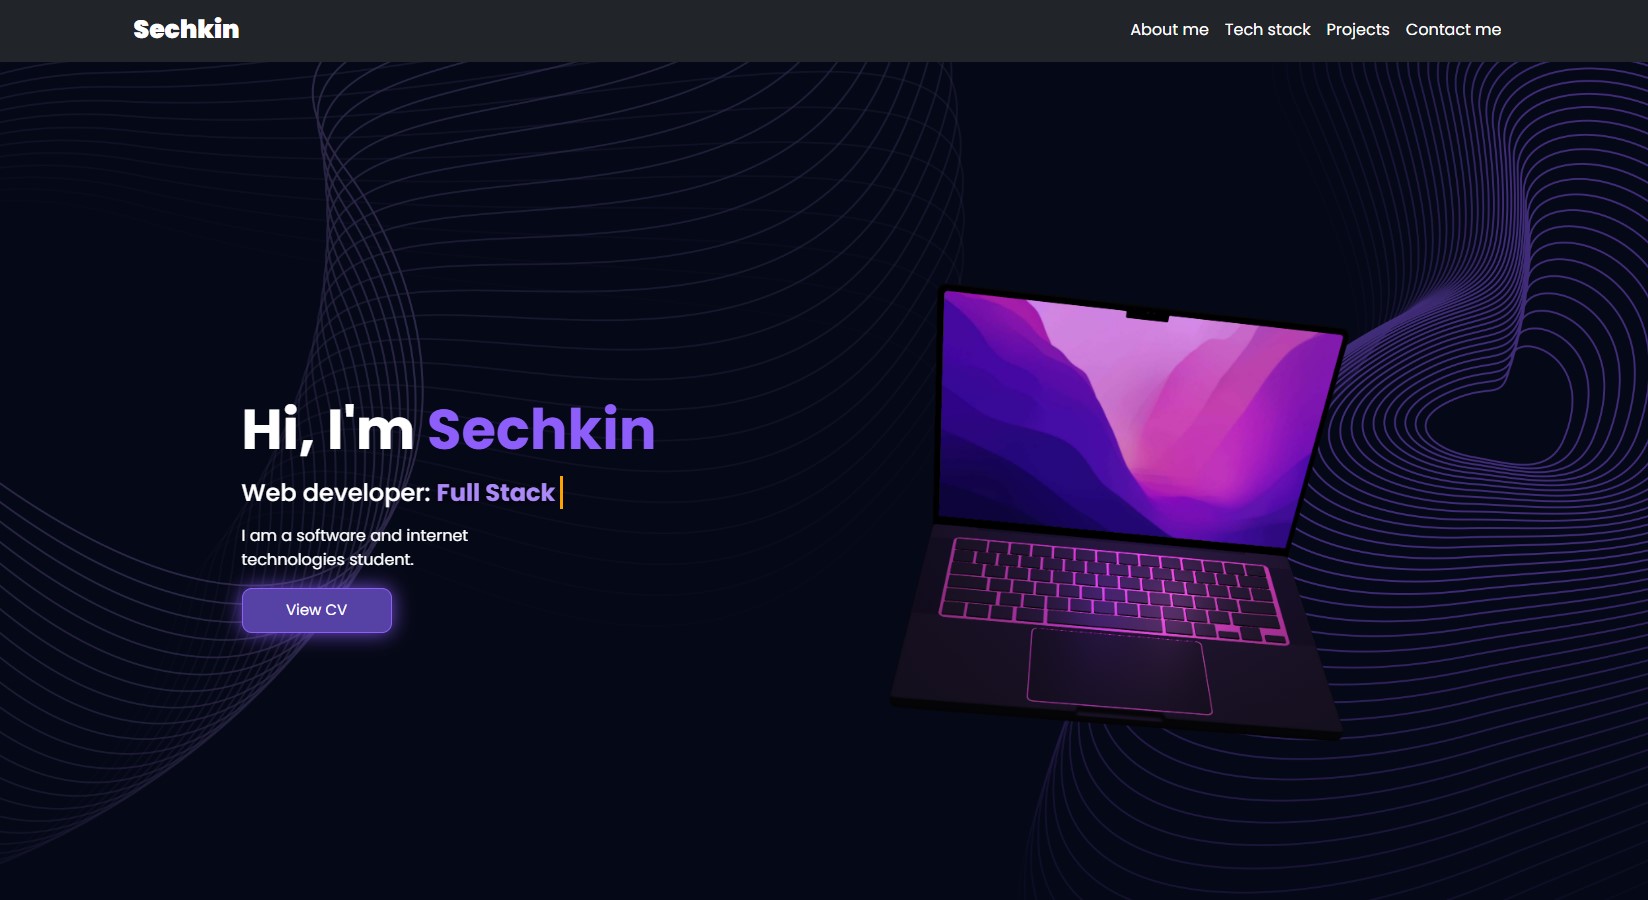 Sechkin
About me Tech stack Projects Contact me
Hi, I'm Sechkin
Web developer: Full Stack
I am a software and internet
technologies student.
View CV